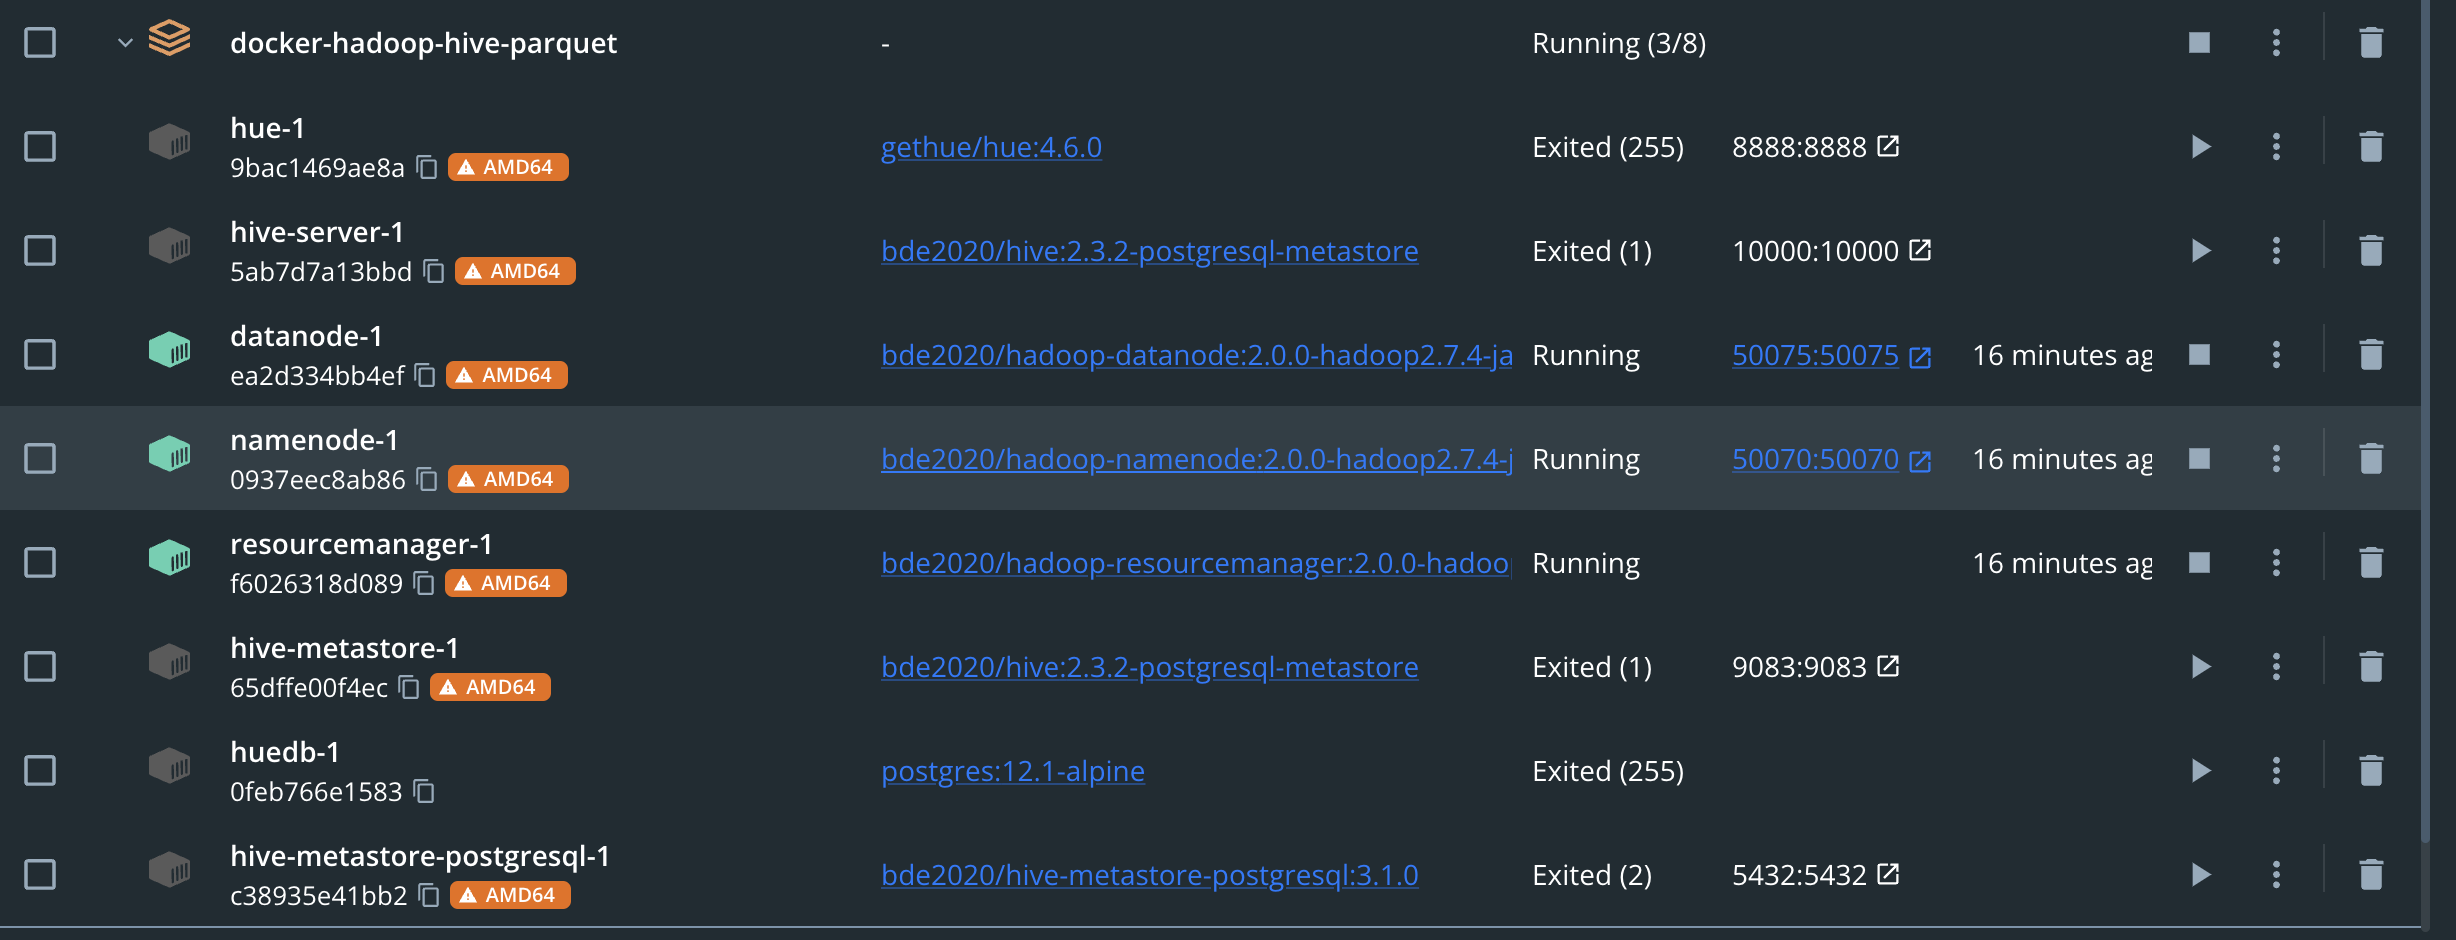 docker-hadoop-hive-parquet - Running (3/8)
hue-1
9bac1469ae8a AMD64 gethue/hue:4.6.0 Exited (255) 8888:8888
hive-server-1
5ab7d7a13bbd AMD64 bde2020/hive:2.3.2-postgresql-metastore Exited (1) 10000:10000
datanode-1
ea2d334bb4ef AMD64 bde2020/hadoop-datanode:2.0.0-hadoop2.7.4-ja Running 50075:50075 16 minutes ag
namenode-1
0937eec8ab86 AMD64 bde2020/hadoop-namenode:2.0.0-hadoop2.7.4-j Running 50070:50070 16 minutes ag
resourcemanager-1
f6026318d089 AMD64 bde2020/hadoop-resourcemanager:2.0.0-hadoo Running 16 minutes ag
hive-metastore-1
65dffe00f4ec AMD64 bde2020/hive:2.3.2-postgresql-metastore Exited (1) 9083:9083
huedb-1
0feb766e1583 postgres:12.1-alpine Exited (255)
hive-metastore-postgresql-1
c38935e41bb2 AMD64 bde2020/hive-metastore-postgresql:3.1.0 Exited (2) 5432:5432